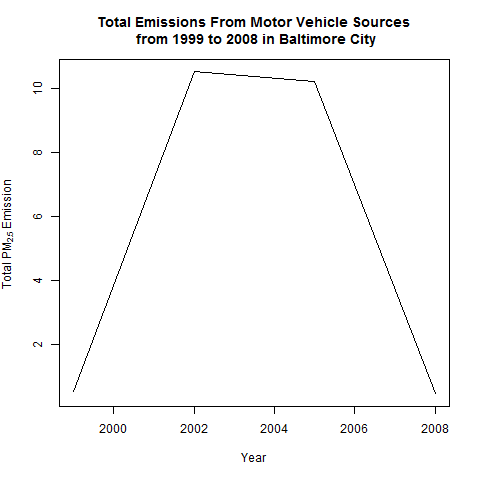 Total Emissions From Motor Vehicle Sources
from 1999 to 2008 in Baltimore City
Total PM2.5 Emission
10
8
6
4
2
2000 2002 2004 2006 2008
Year